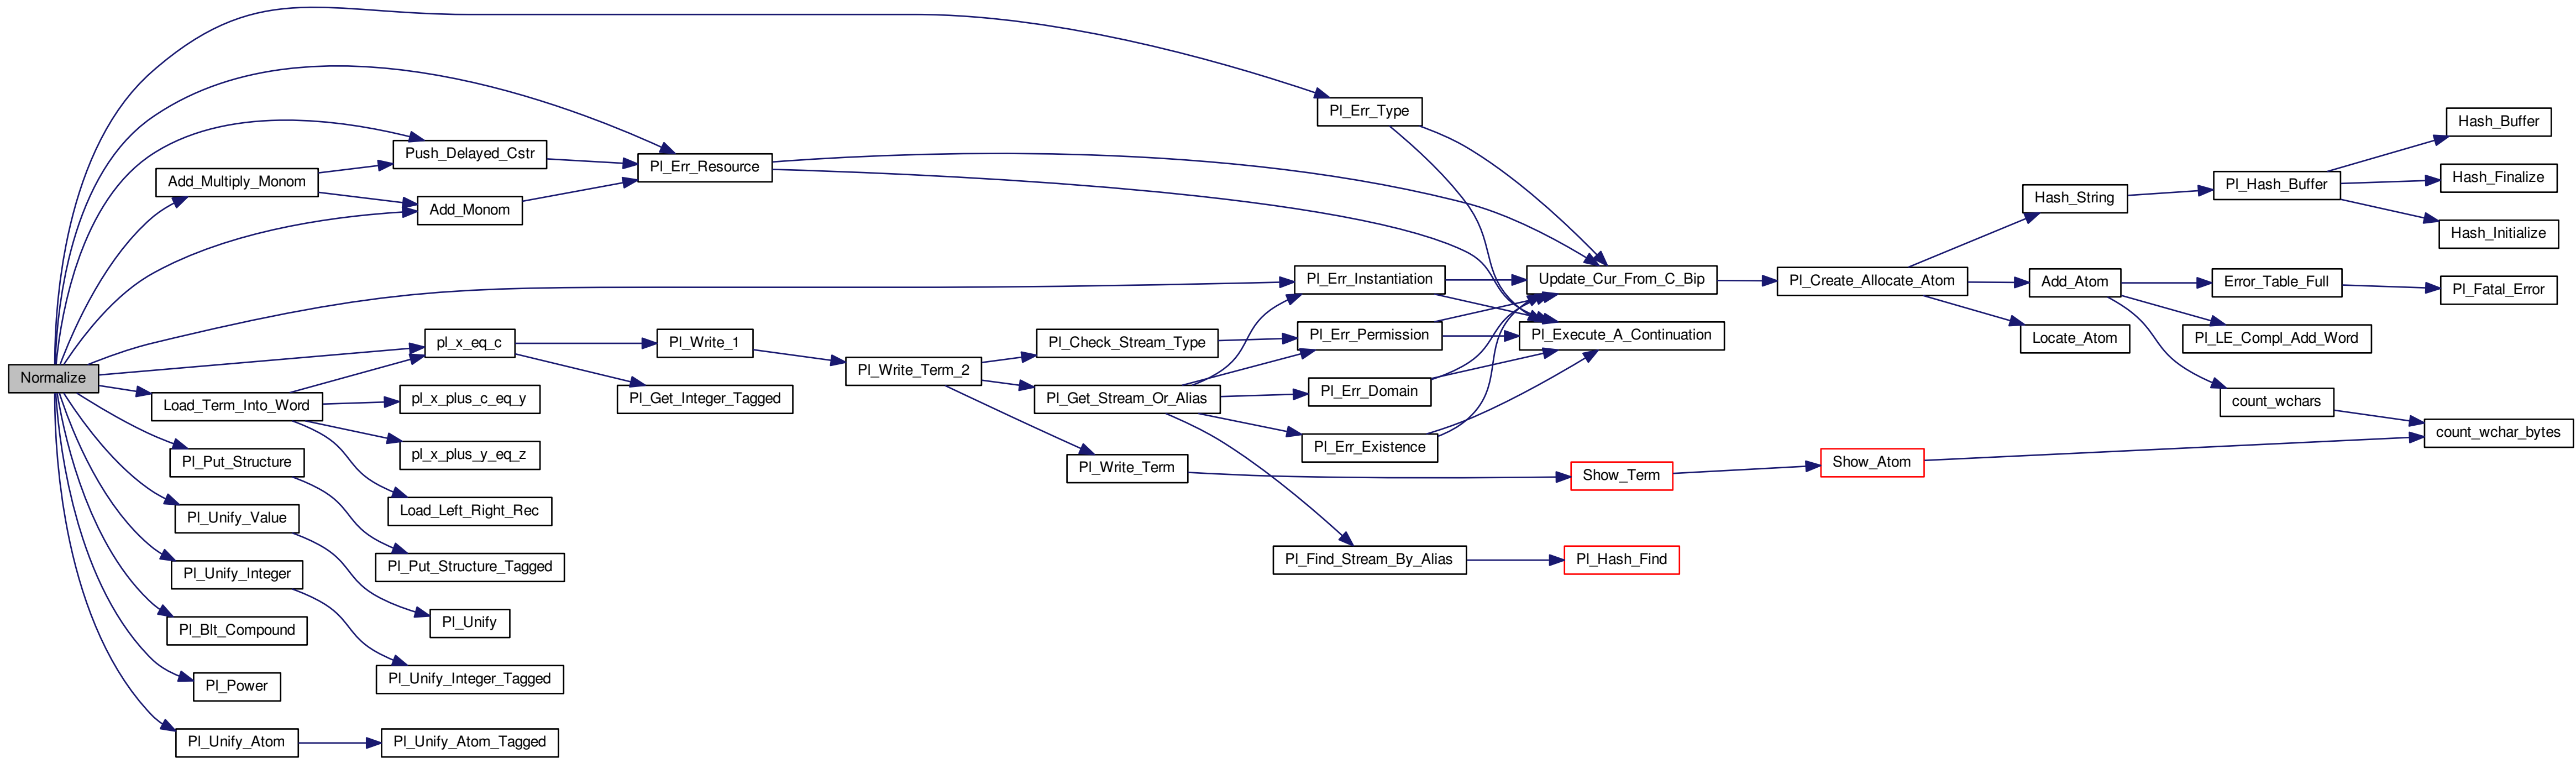 Normalize
Add_Multiply_Monom
Load_Term_Into_Word
Pl_Put_Structure
Pl_Unify_Value
Pl_Unify_Integer
Pl_Blt_Compound
Pl_Power
Pl_Unify_Atom
Push_Delayed_Cstr
Add_Monom
pl_x_eq_c
pl_x_plus_c_eq_y
pl_x_plus_y_eq_z
Load_Left_Right_Rec
Pl_Put_Structure_Tagged
Pl_Unify
Pl_Unify_Integer_Tagged
Pl_Unify_Atom_Tagged
Pl_Err_Resource
Pl_Write_1
Pl_Get_Integer_Tagged
Pl_Write_Term_2
Pl_Check_Stream_Type
Pl_Get_Stream_Or_Alias
Pl_Write_Term
Pl_Err_Type
Pl_Err_Instantiation
Pl_Err_Permission
Pl_Err_Domain
Pl_Err_Existence
Pl_Find_Stream_By_Alias
Update_Cur_From_C_Bip
Pl_Execute_A_Continuation
Show_Term
Pl_Hash_Find
Pl_Create_Allocate_Atom
Show_Atom
Hash_String
Add_Atom
Locate_Atom
Pl_Hash_Buffer
Error_Table_Full
Pl_LE_Compl_Add_Word
count_wchars
Hash_Buffer
Hash_Finalize
Hash_Initialize
Pl_Fatal_Error
count_wchar_bytes